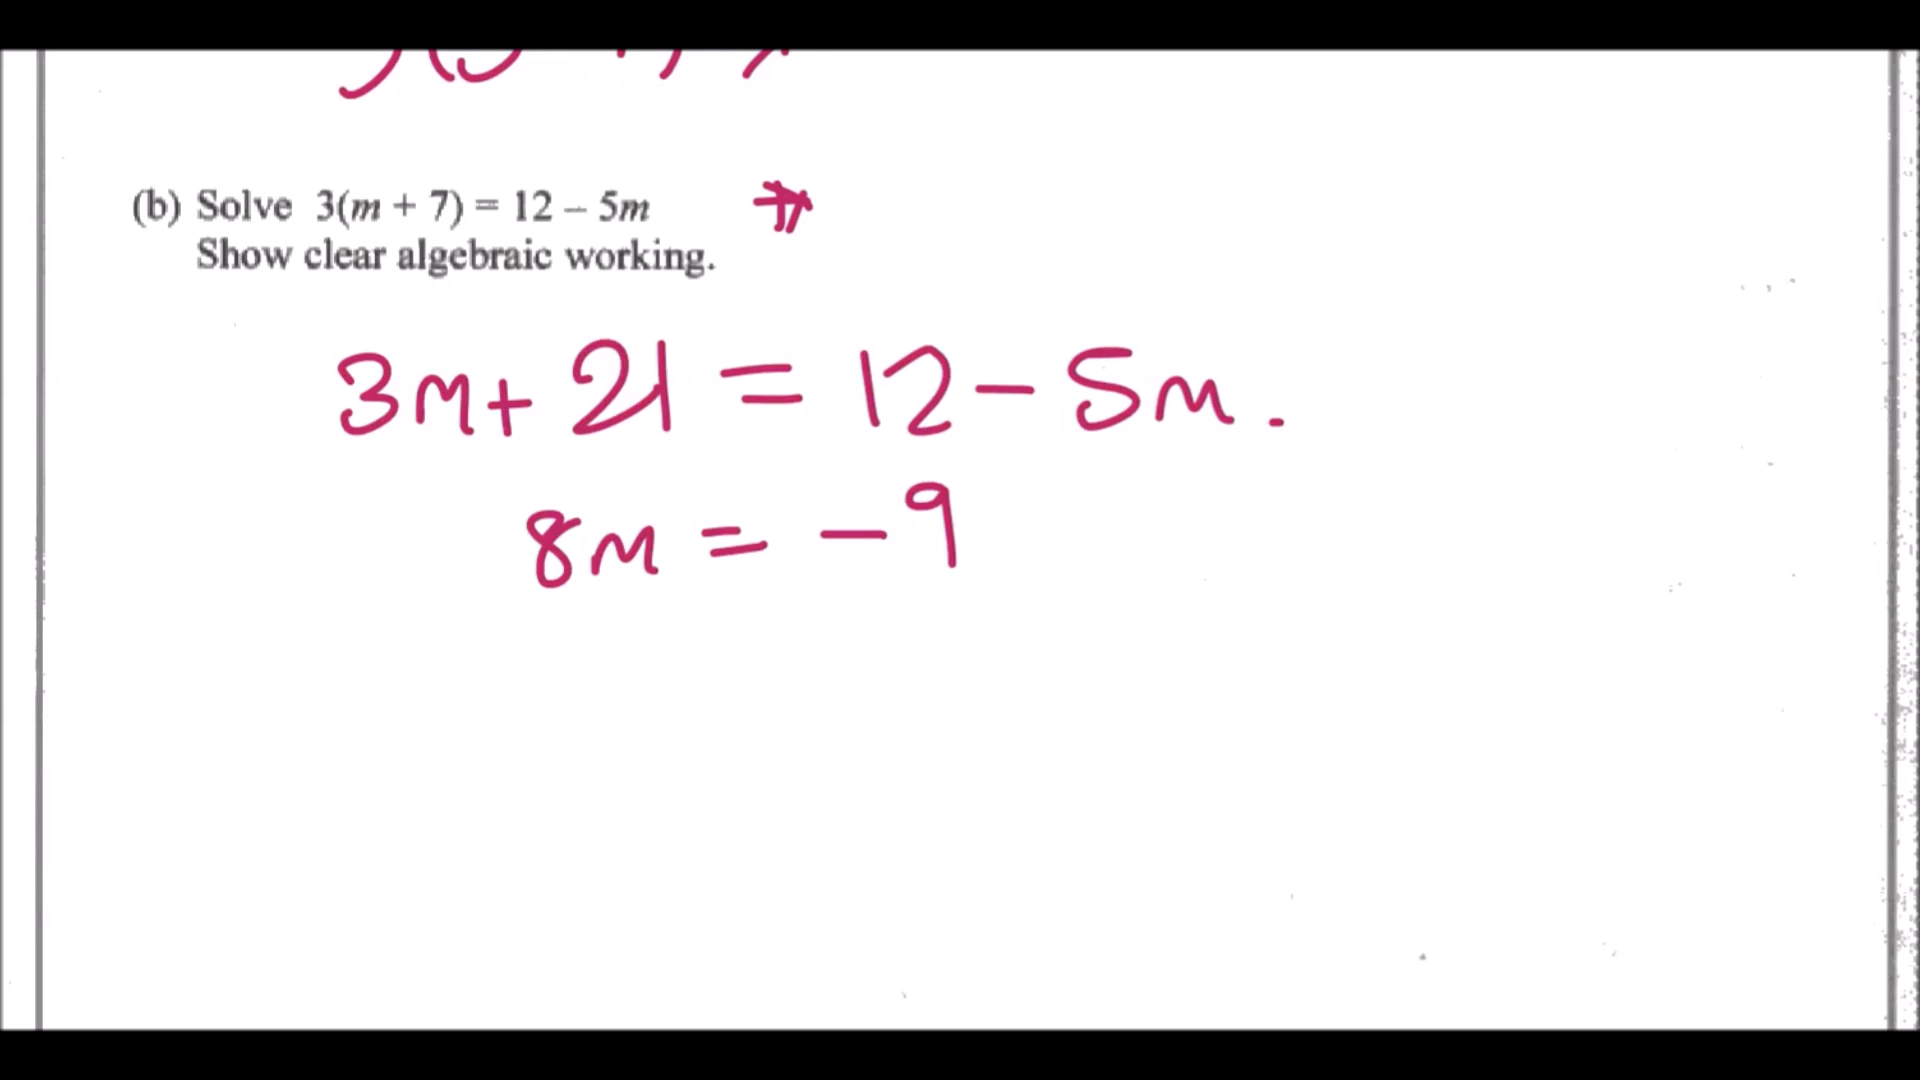 (b) Solve 3(m + 7) = 12 – 5m
Show clear algebraic working.
3m + 21 = 12 - 5m.
8m = -9